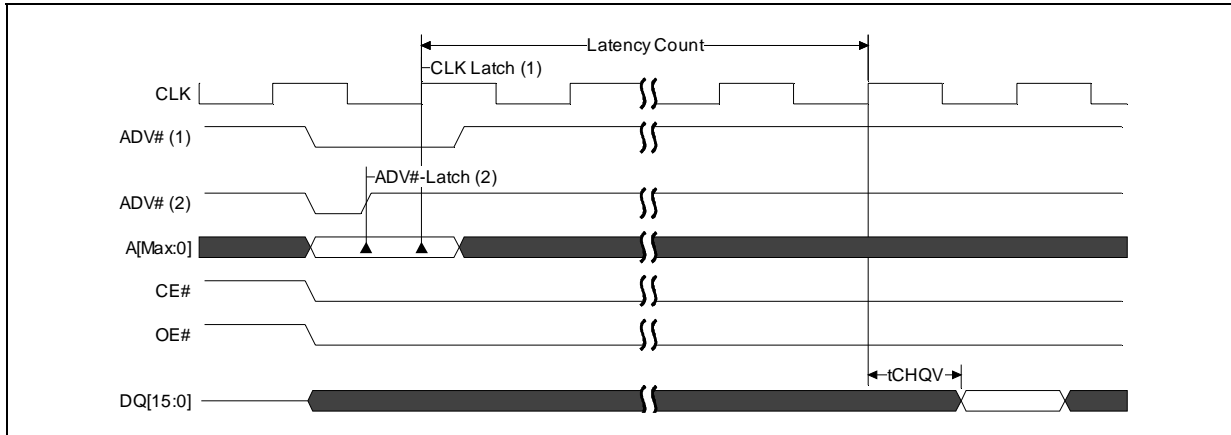 Latency Count
CLK Latch (1)
CLK
ADV# (1)
ADV#-Latch (2)
ADV# (2)
A[Max:0]
CE#
OE#
tCHQV
DQ[15:0]